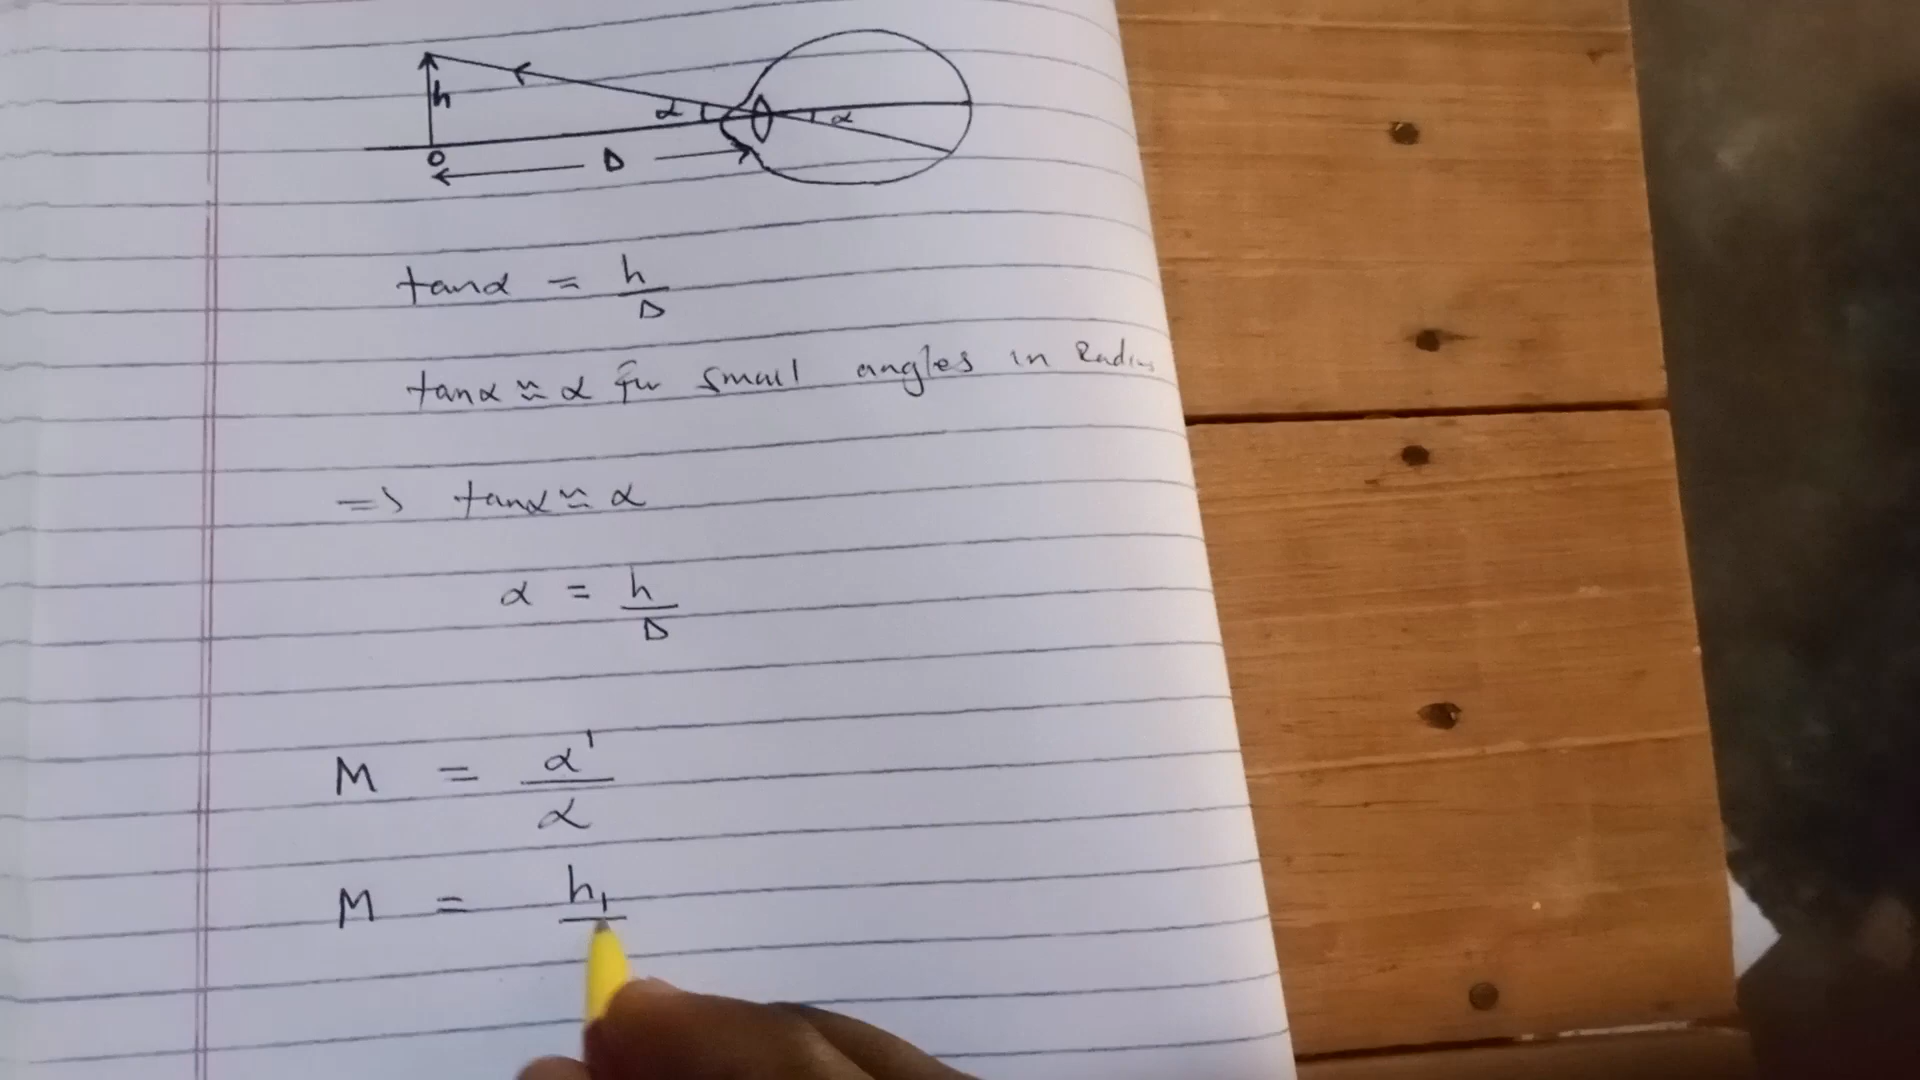 h
α
α
O
D
tanα = h/D
tanα ≈ α for small angles in Radians
=> tanα ≈ α
α = h/D
M = α'/α
M = h₁